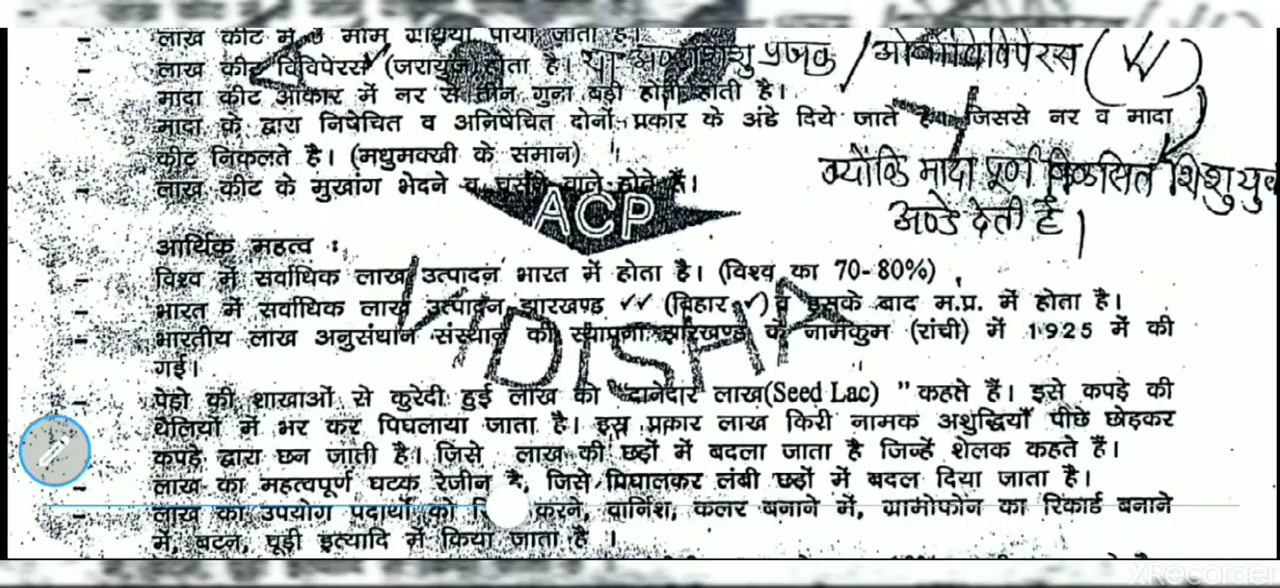 लाख कीट में मोम ग्रंथियां पायी जाती है।
- लाख कीट विविपेरस (जरायुज) होता है। या अण्डशिशु प्रजक / ओवोविविपेरस (✓✓)
- मादा कीट आकार में नर से तीन गुना बड़ी होती होती है।
- मादा के द्वारा निषेचित व अनिषेचित दोनों प्रकार के अंडे दिये जाते है। जिससे नर व मादा
कीट निकलते है। (मधुमक्खी के समान)
क्योंकि मादा पूर्ण विकसित शिशु युक्त
- लाख कीट के मुखांग भेदने व चुसने वाले होते हैं।
अण्डे देती है।
ACP
आर्थिक महत्व :
- विश्व में सर्वाधिक लाख उत्पादन भारत में होता है। (विश्व का 70-80%)
- भारत में सर्वाधिक लाख उत्पादन झारखण्ड ✓✓ (बिहार ✓) व इसके बाद म.प्र. में होता है।
- भारतीय लाख अनुसंधान संस्थान की स्थापना झारखण्ड के नामकुम (रांची) में 1925 में की
गई।
DISHA
- पेड़ो की शाखाओं से कुरेदी हुई लाख को "दानेदार लाख(Seed Lac) " कहते हैं। इसे कपड़े की
थैलियों में भर कर पिघलाया जाता है। इस प्रकार लाख किरी नामक अशुद्धियाँ पीछे छोड़कर
कपड़े द्वारा छन जाती है। जिसे लाख की छड़ों में बदला जाता है जिन्हें शेलक कहते हैं।
- लाख का महत्वपूर्ण घटक रेजीन है, जिसे पिघालकर लंबी छड़ों में बदल दिया जाता है।
- लाख का उपयोग पदार्थों को करने, वार्निश, कलर बनाने में, ग्रामोफोन का रिकार्ड बनाने
में, बटन, चूड़ी इत्यादि में किया जाता है ।
XRecorder